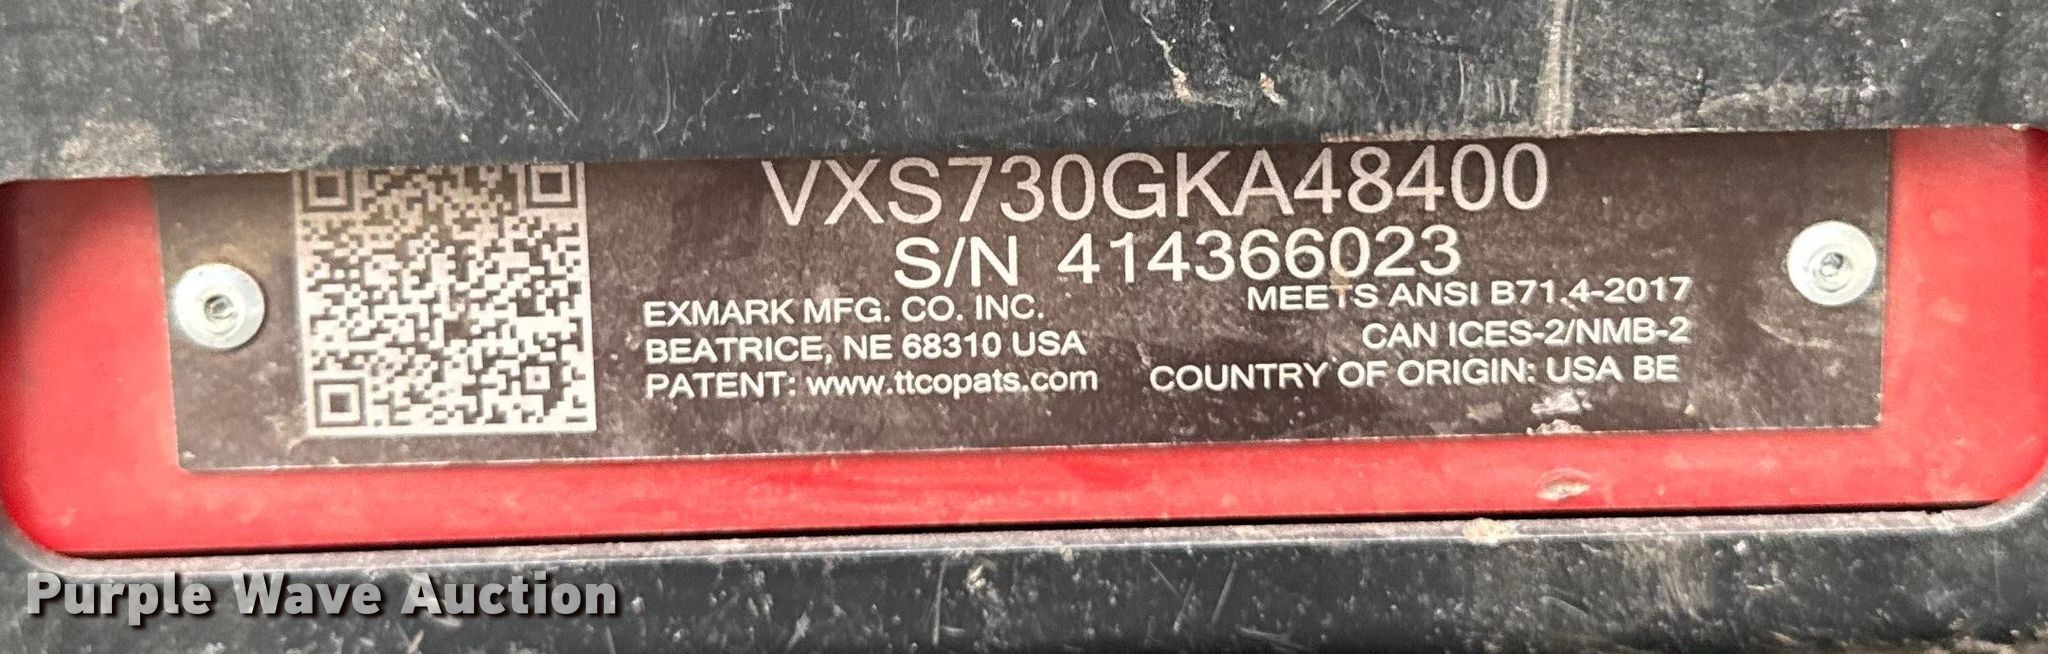 VXS730GKA48400
S/N 414366023
EXMARK MFG. CO. INC.
BEATRICE, NE 68310 USA
PATENT: www.ttcopats.com
MEETS ANSI B71.4-2017
CAN ICES-2/NMB-2
COUNTRY OF ORIGIN: USA BE
Purple Wave Auction